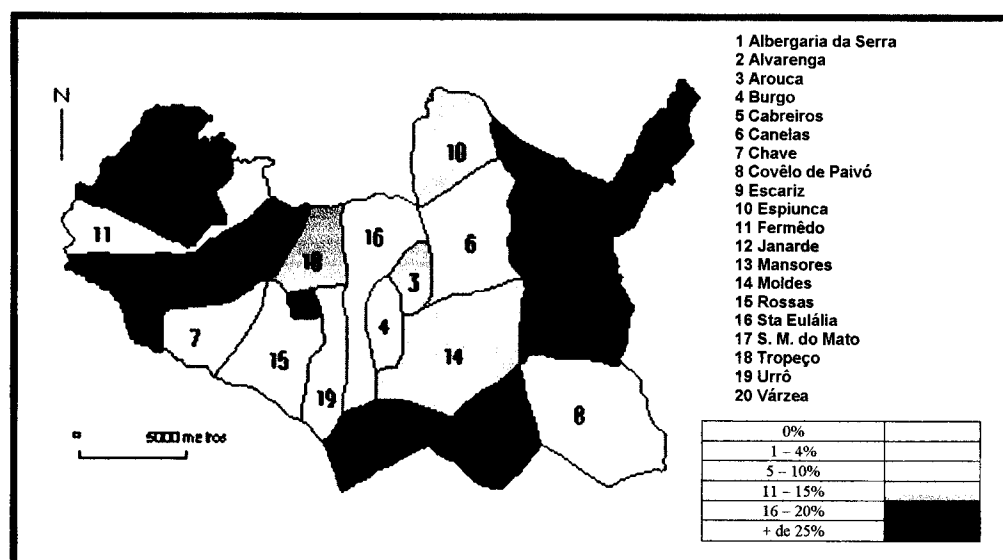 N
10
11
16
18
6
3
7
4
15
14
19
8
5000 metros
1 Albergaria da Serra
2 Alvarenga
3 Arouca
4 Burgo
5 Cabreiros
6 Canelas
7 Chave
8 Covêlo de Paivó
9 Escariz
10 Espiunca
11 Fermêdo
12 Janarde
13 Mansores
14 Moldes
15 Rossas
16 Sta Eulália
17 S. M. do Mato
18 Tropeço
19 Urrô
20 Várzea
0%
1 – 4%
5 – 10%
11 – 15%
16 – 20%
+ de 25%